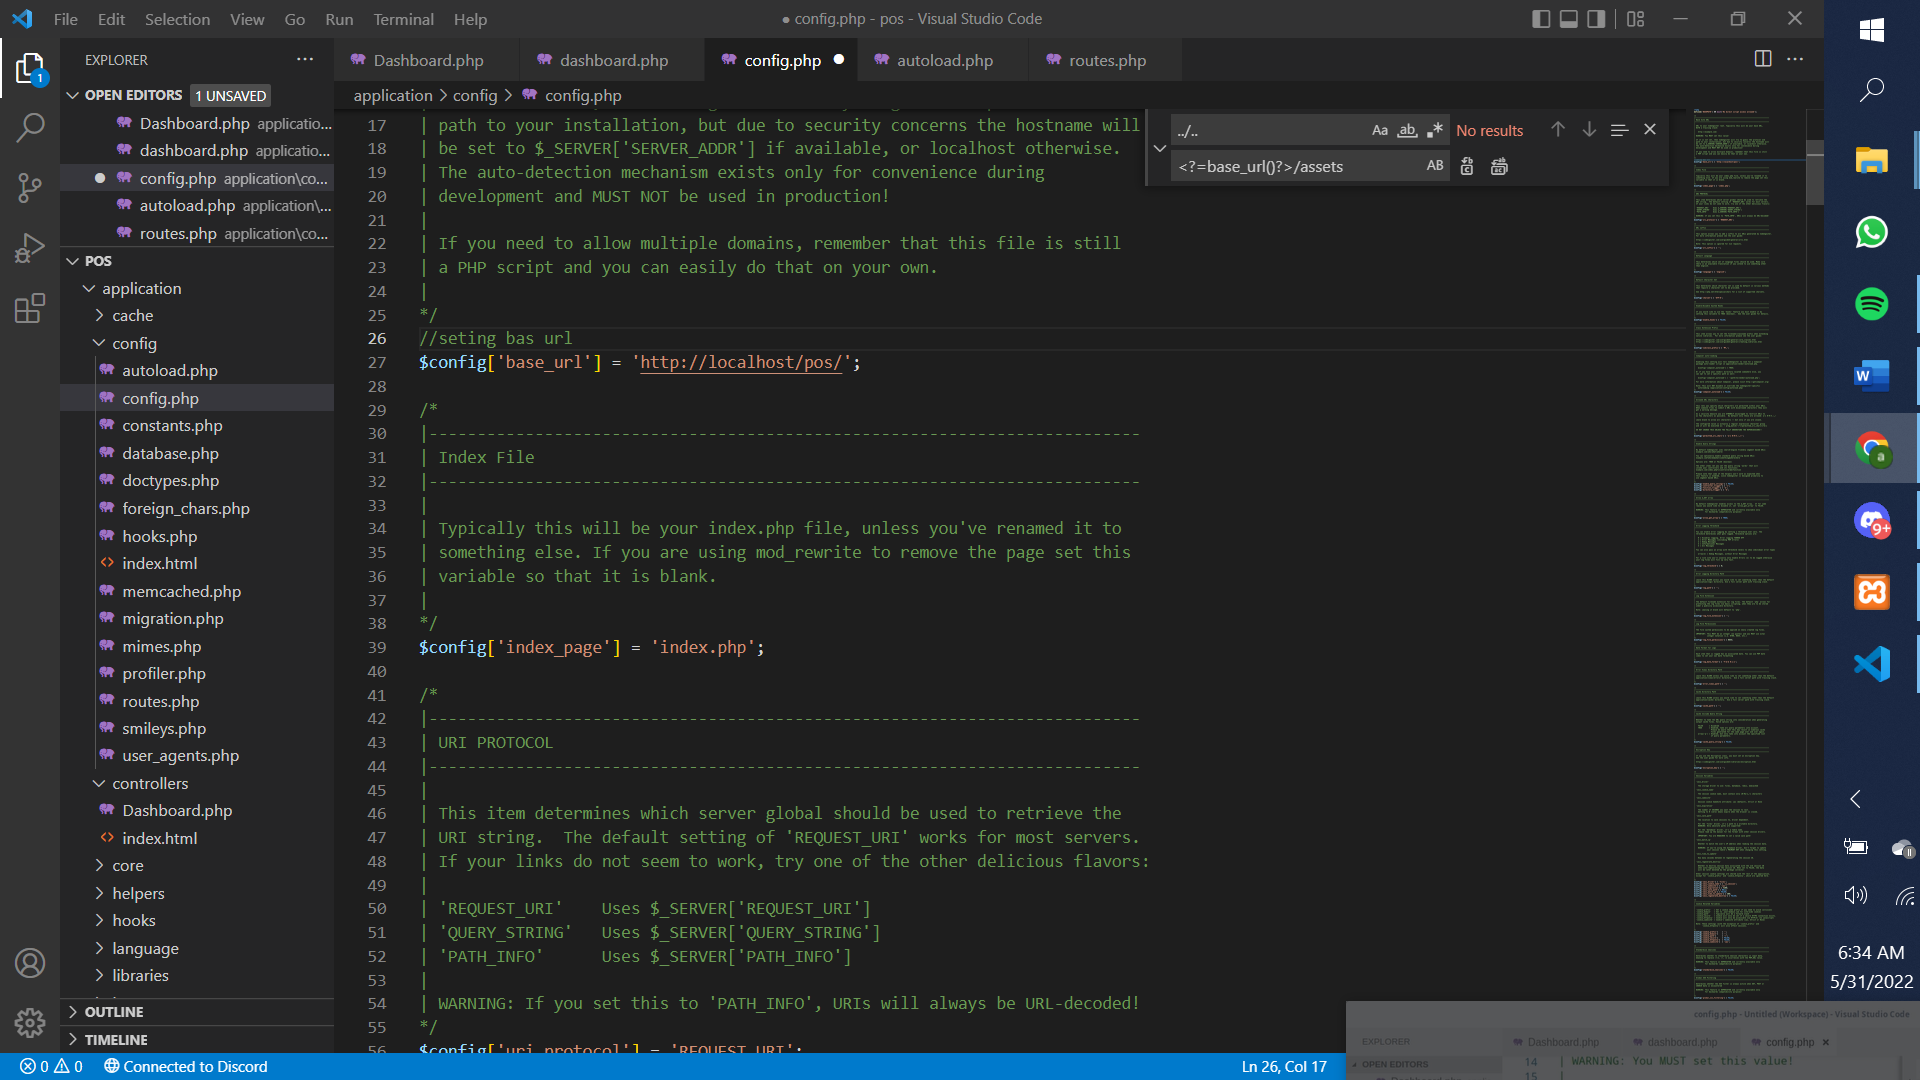 File Edit Selection View Go Run Terminal Help
● config.php - pos - Visual Studio Code
EXPLORER
OPEN EDITORS 1 UNSAVED
Dashboard.php applicatio...
dashboard.php applicatio...
config.php application\co...
autoload.php application\...
routes.php application\co...
POS
application
cache
config
autoload.php
config.php
constants.php
database.php
doctypes.php
foreign_chars.php
hooks.php
index.html
memcached.php
migration.php
mimes.php
profiler.php
routes.php
smileys.php
user_agents.php
controllers
Dashboard.php
index.html
core
helpers
hooks
language
libraries
OUTLINE
TIMELINE
Dashboard.php dashboard.php config.php autoload.php routes.php
application > config > config.php
17 | path to your installation, but due to security concerns the hostname will
18 | be set to $_SERVER['SERVER_ADDR'] if available, or localhost otherwise.
19 | The auto-detection mechanism exists only for convenience during
20 | development and MUST NOT be used in production!
21 |
22 | If you need to allow multiple domains, remember that this file is still
23 | a PHP script and you can easily do that on your own.
24 |
25 */
26 //seting bas url
27 $config['base_url'] = 'http://localhost/pos/';
28
29 /*
30 |--------------------------------------------------------------------------
31 | Index File
32 |--------------------------------------------------------------------------
33 |
34 | Typically this will be your index.php file, unless you've renamed it to
35 | something else. If you are using mod_rewrite to remove the page set this
36 | variable so that it is blank.
37 |
38 */
39 $config['index_page'] = 'index.php';
40
41 /*
42 |--------------------------------------------------------------------------
43 | URI PROTOCOL
44 |--------------------------------------------------------------------------
45 |
46 | This item determines which server global should be used to retrieve the
47 | URI string.  The default setting of 'REQUEST_URI' works for most servers.
48 | If your links do not seem to work, try one of the other delicious flavors:
49 |
50 | 'REQUEST_URI'    Uses $_SERVER['REQUEST_URI']
51 | 'QUERY_STRING'   Uses $_SERVER['QUERY_STRING']
52 | 'PATH_INFO'      Uses $_SERVER['PATH_INFO']
53 |
54 | WARNING: If you set this to 'PATH_INFO', URIs will always be URL-decoded!
55 */
56 $config['uri_protocol'] = 'REQUEST_URI';
../.. Aa ab .* No results
<?=base_url()?>/assets AB
0 0 Connected to Discord
Ln 26, Col 17
1
a
9+
6:34 AM
5/31/2022
config.php - Untitled (Workspace) - Visual Studio Code
EXPLORER Dashboard.php dashboard.php config.php
OPEN EDITORS 14 | WARNING: You MUST set this value!
Dashboard.php 15 |